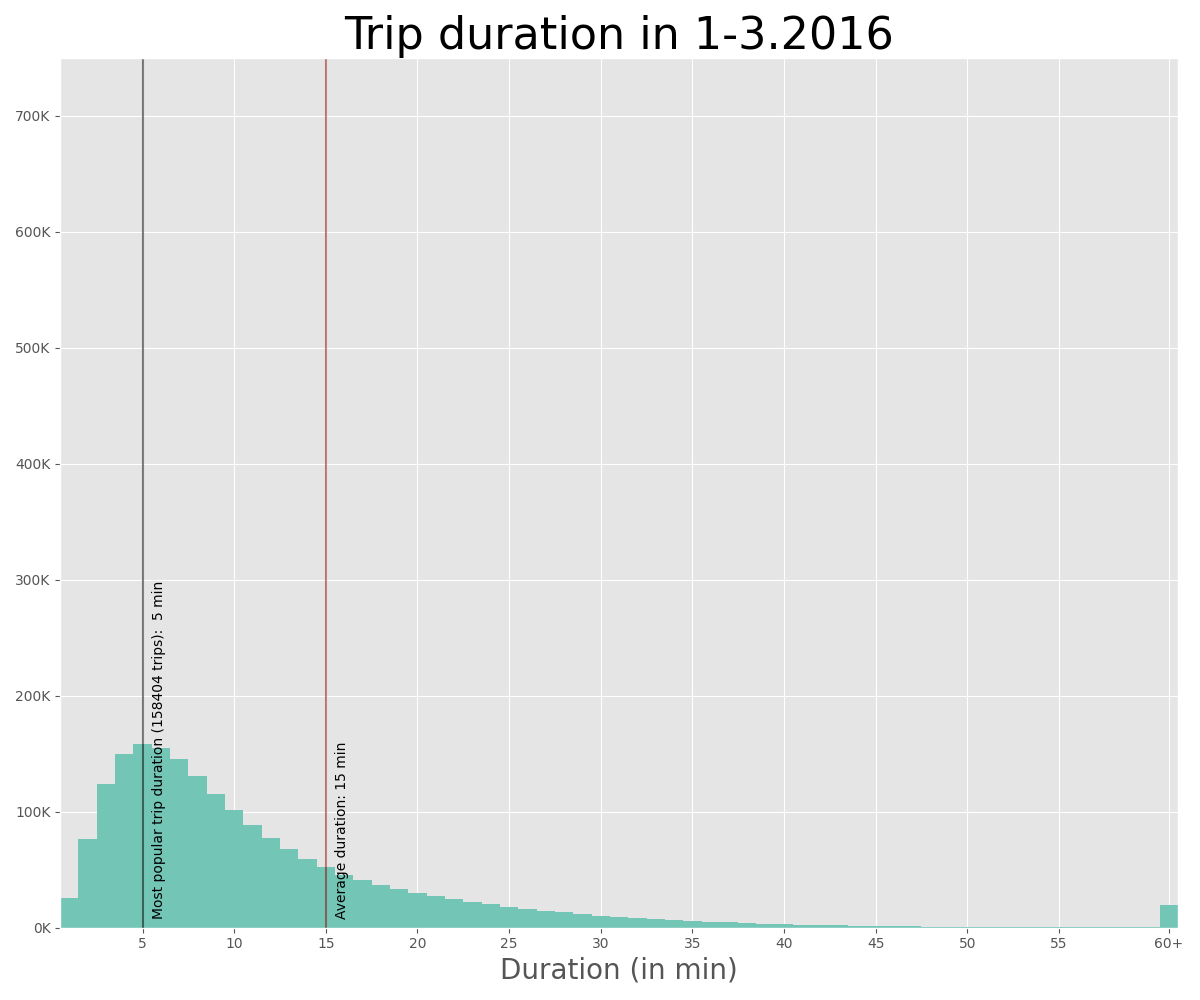 Trip duration in 1-3.2016
700K
600K
500K
400K
300K
200K
100K
0K
Most popular trip duration (158404 trips):  5 min
Average duration: 15 min
5 10 15 20 25 30 35 40 45 50 55 60+
Duration (in min)